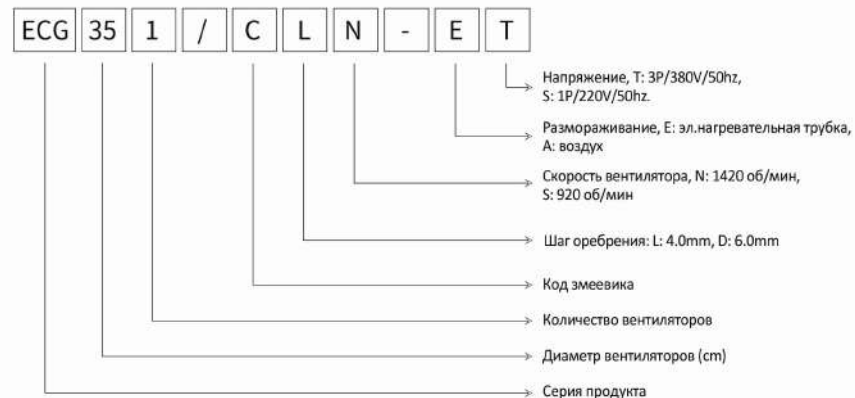 ECG 35 1 / C L N - E T
Напряжение, T: 3P/380V/50hz,
S: 1P/220V/50hz.
Размораживание, E: эл.нагревательная трубка,
A: воздух
Скорость вентилятора, N: 1420 об/мин,
S: 920 об/мин
Шаг оребрения: L: 4.0mm, D: 6.0mm
Код змеевика
Количество вентиляторов
Диаметр вентиляторов (cm)
Серия продукта